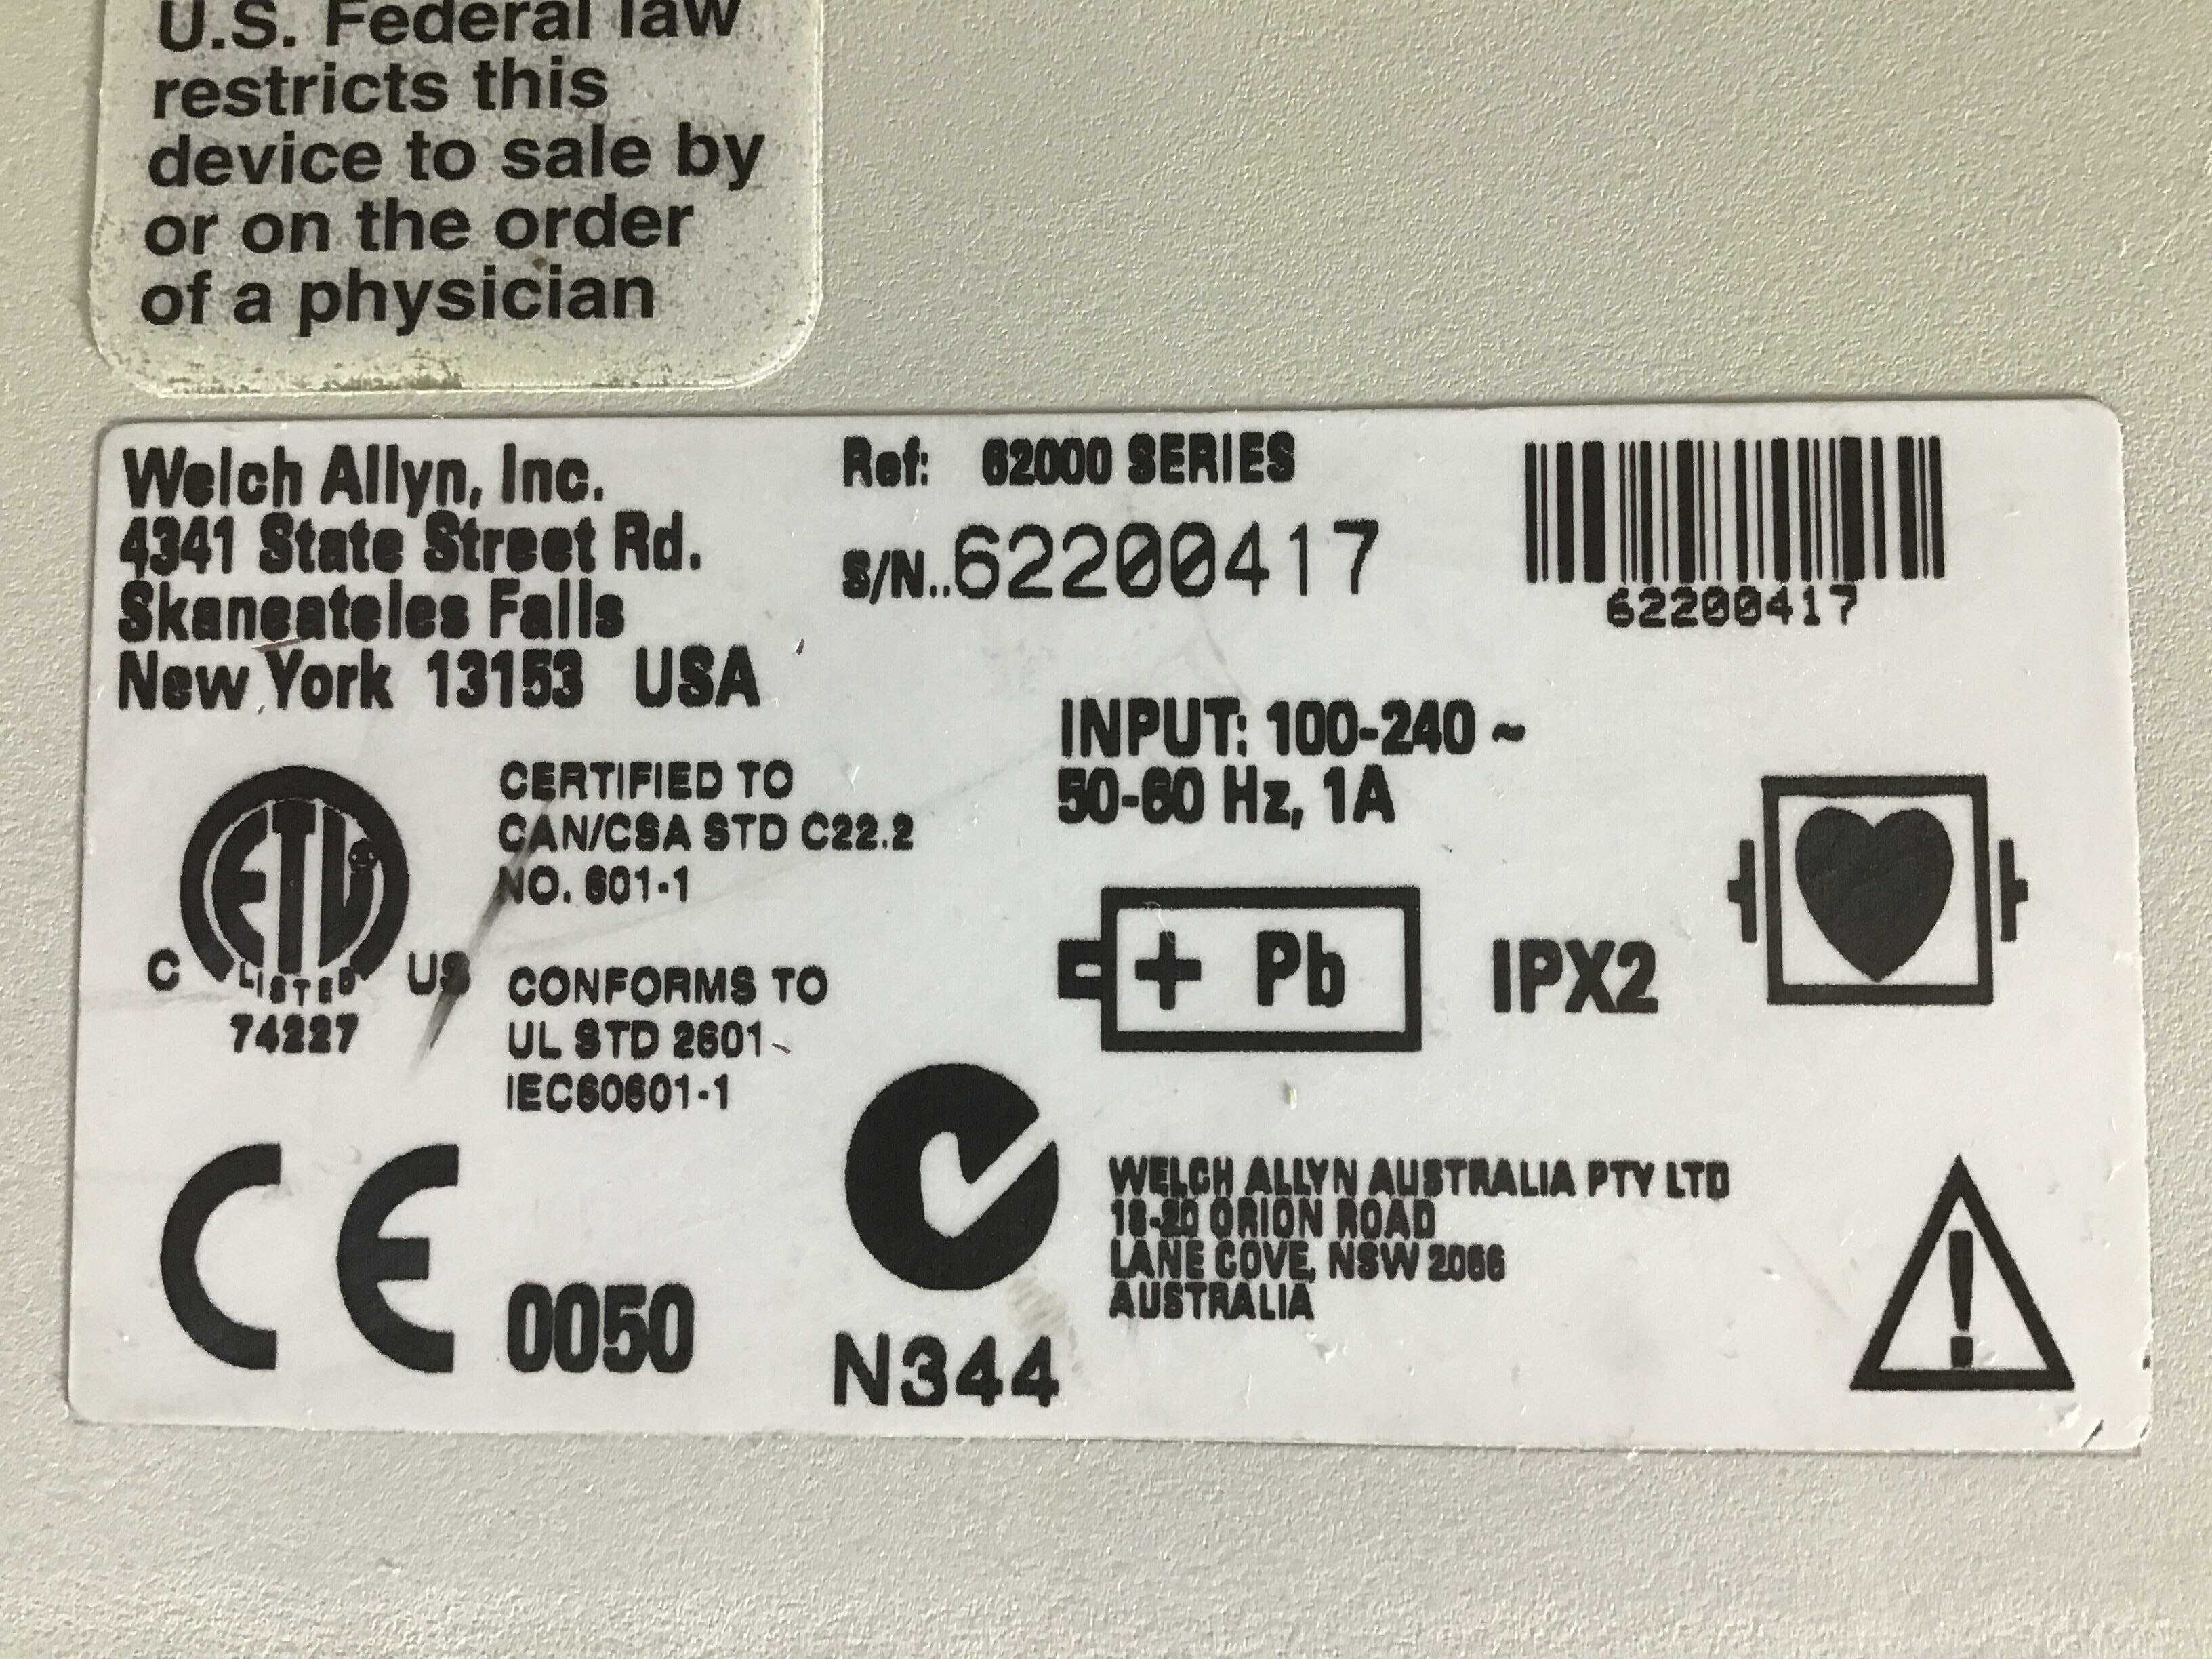 U.S. Federal law
restricts this
device to sale by
or on the order
of a physician
Welch Allyn, Inc.
4341 State Street Rd.
Skaneateles Falls
New York 13153 USA
Ref: 62000 SERIES
S/N..62200417
62200417
INPUT: 100-240 ~
50-60 Hz, 1A
ETL
LISTED
C US
74227
CERTIFIED TO
CAN/CSA STD C22.2
NO. 601-1
CONFORMS TO
UL STD 2601
IEC60601-1
+ Pb
IPX2
CE 0050
N344
WELCH ALLYN AUSTRALIA PTY LTD
18-20 ORION ROAD
LANE COVE, NSW 2066
AUSTRALIA
!